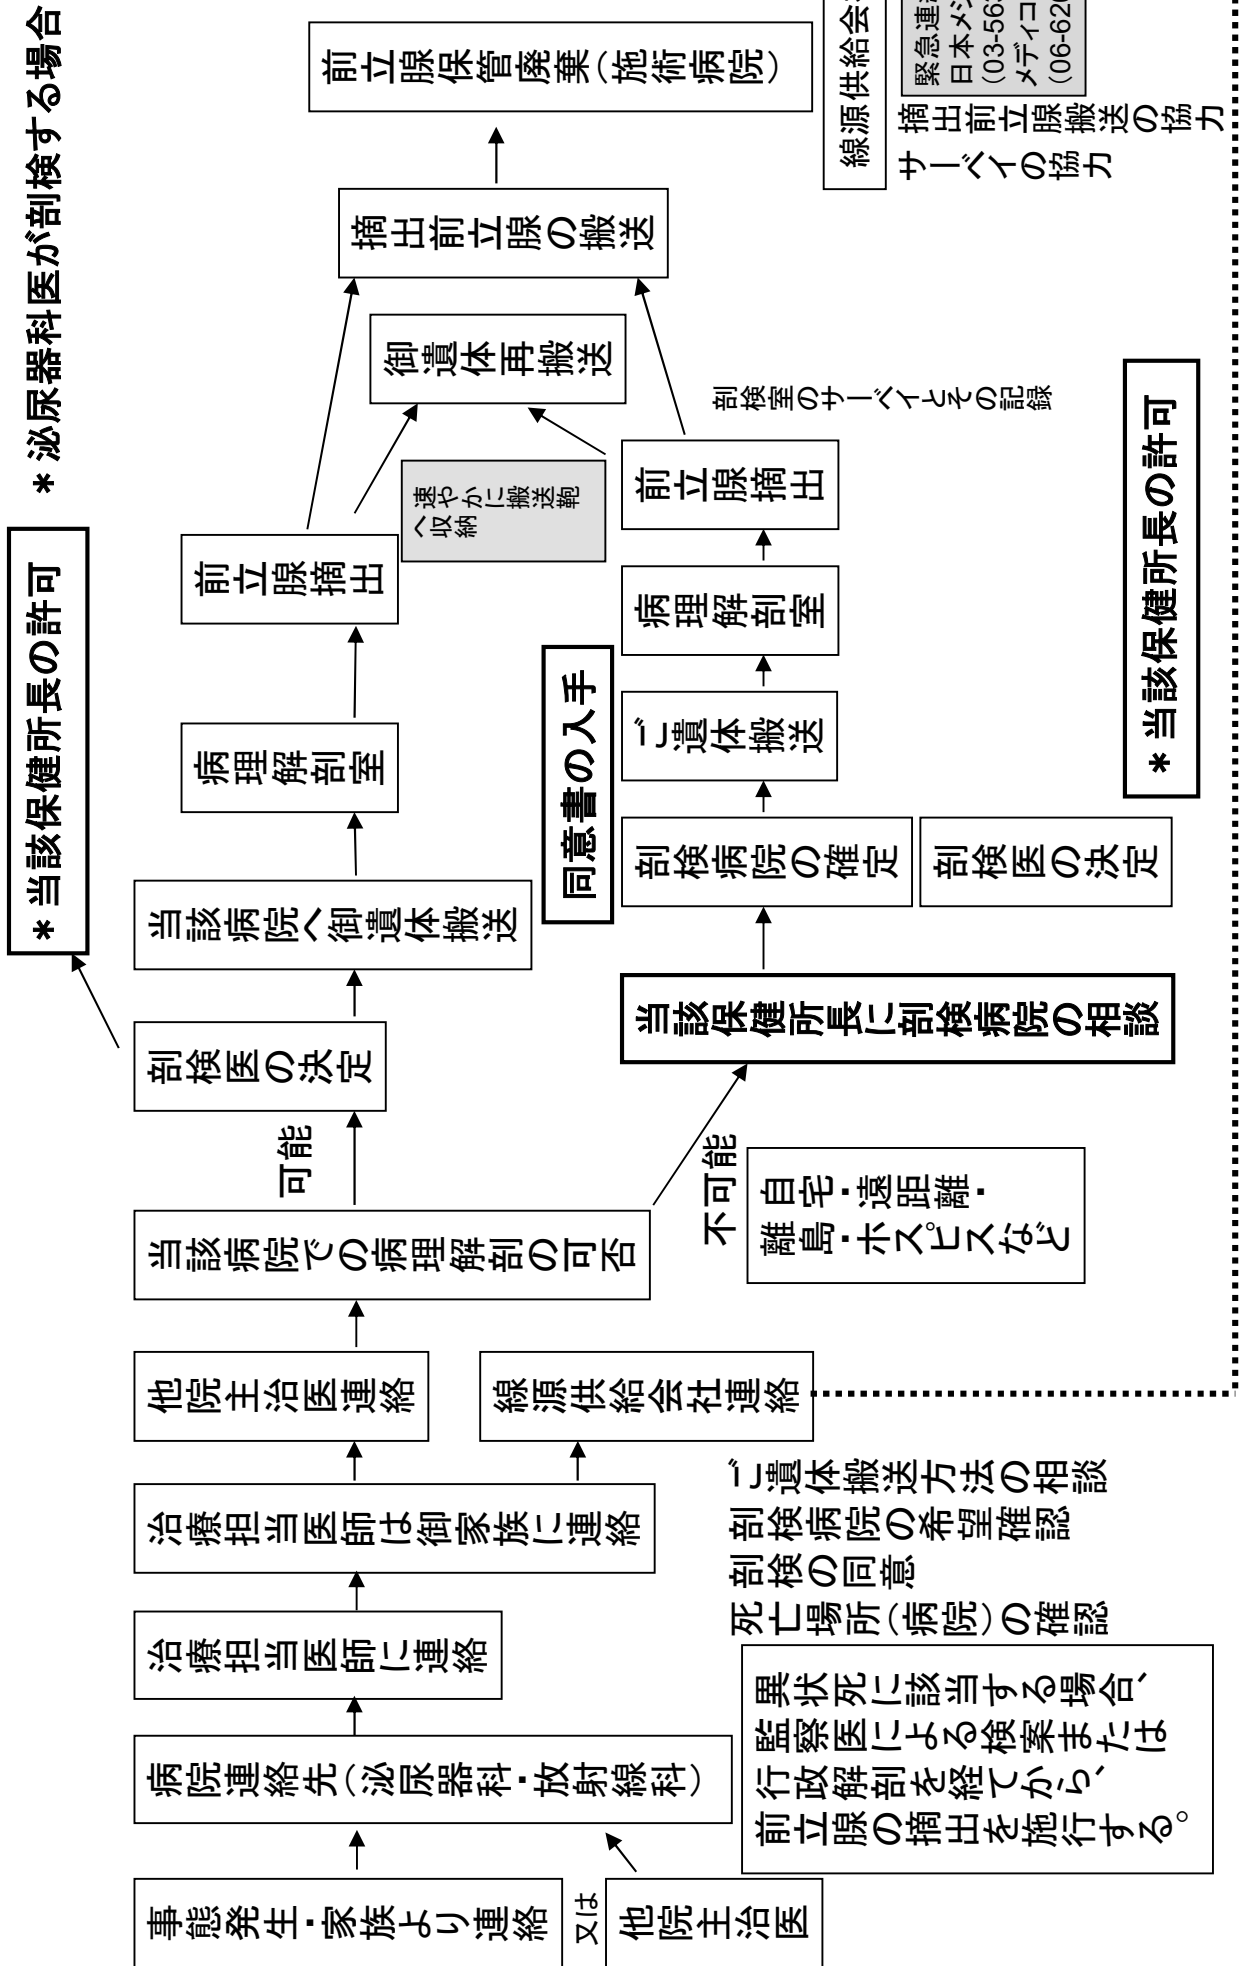 ＊泌尿器科医が剖検する場合
＊当該保健所長の許可
事態発生・家族より連絡
又は
他院主治医
病院連絡先（泌尿器科・放射線科）
治療担当医師に連絡
治療担当医師は御家族に連絡
他院主治医連絡
線源供給会社連絡
当該病院での病理解剖の可否
可能
剖検医の決定
当該病院へ御遺体搬送
病理解剖室
前立腺摘出
速やかに搬送鞄
へ収納
御遺体再搬送
摘出前立腺の搬送
前立腺保管廃棄（施術病院）
同意書の入手
不可能
自宅・遠距離・
離島・ホスピスなど
当該保健所長に剖検病院の相談
剖検病院の確定
剖検医の決定
ご遺体搬送
病理解剖室
前立腺摘出
剖検室のサーベイとその記録
＊当該保健所長の許可
ご遺体搬送方法の相談
剖検病院の希望確認
剖検の同意
死亡場所（病院）の確認
異状死に該当する場合、
監察医による検案または
行政解剖を経てから、
前立腺の摘出を施行する。
線源供給会
緊急連
日本メジ
(03-56
メディコ
(06-62
摘出前立腺搬送の協力
サーベイの協力